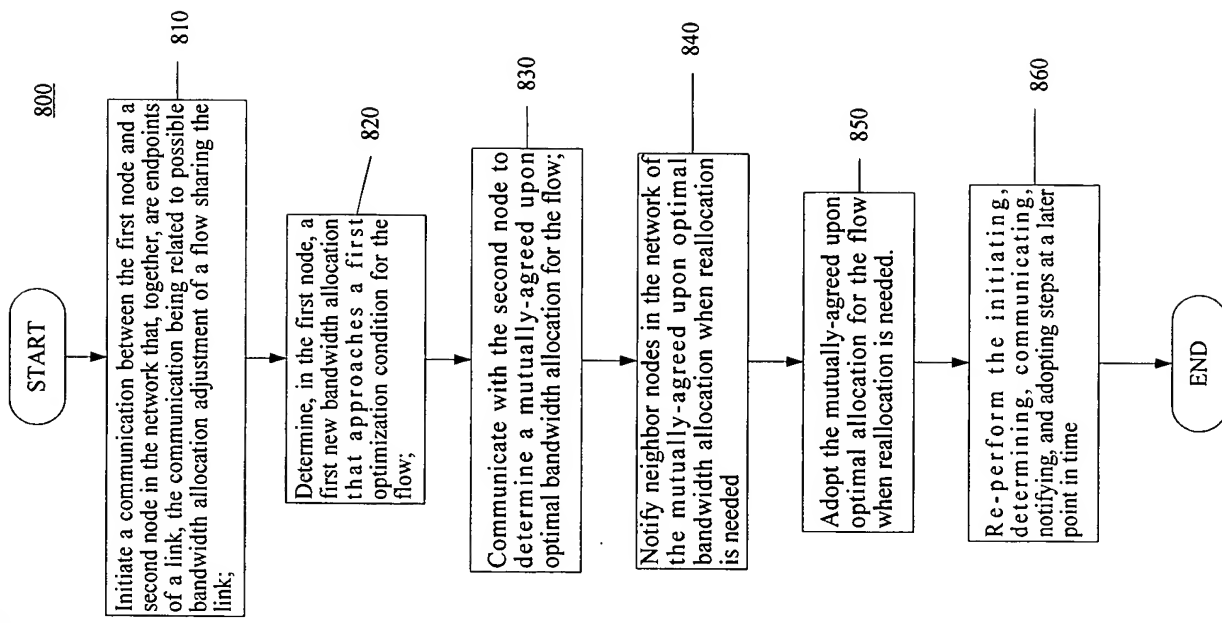 800
START
Initiate a communication between the first node and a
second node in the network that, together, are endpoints
of a link, the communication being related to possible
bandwidth allocation adjustment of a flow sharing the
link;
810
Determine, in the first node, a
first new bandwidth allocation
that approaches a first
optimization condition for the
flow;
820
Communicate with the second node to
determine a mutually-agreed upon
optimal bandwidth allocation for the flow;
830
Notify neighbor nodes in the network of
the mutually-agreed upon optimal
bandwidth allocation when reallocation
is needed
840
Adopt the mutually-agreed upon
optimal allocation for the flow,
when reallocation is needed.
850
Re-perform the initiating,
determining, communicating,
notifying, and adopting steps at a later
point in time
860
END